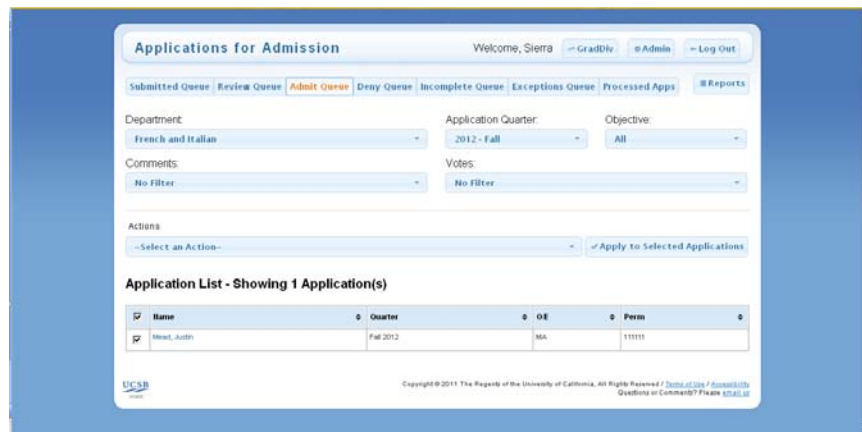 Applications for Admission Welcome, Sierra GradDiv Admin Log Out
Submitted Queue Review Queue Admit Queue Deny Queue Incomplete Queue Exceptions Queue Processed Apps Reports
Department: Application Quarter: Objective:
French and Italian 2012 - Fall All
Comments: Votes:
No Filter No Filter
Actions
--Select an Action-- Apply to Selected Applications
Application List - Showing 1 Application(s)
Name Quarter O/E Perm
Mead, Justin Fall 2012 MA 111111
UCSB Copyright © 2011 The Regents of the University of California, All Rights Reserved / Terms of Use / Accessibility
Questions or Comments? Please email us